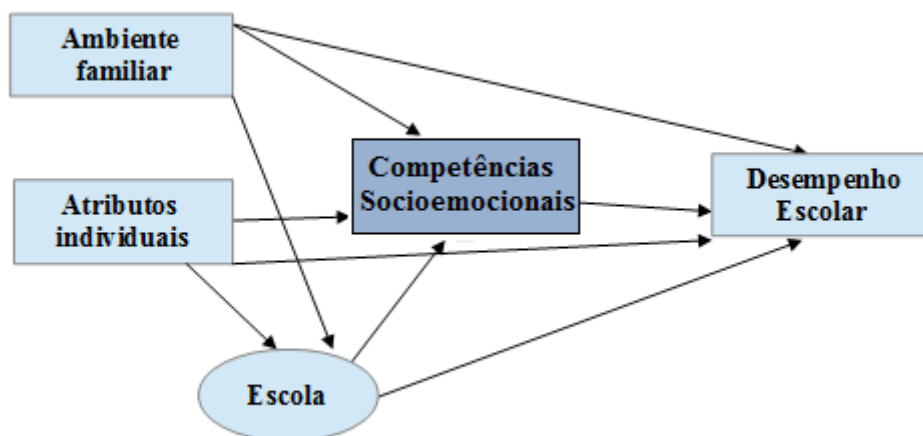 Ambiente
familiar
Competências
Socioemocionais
Desempenho
Escolar
Atributos
individuais
Escola